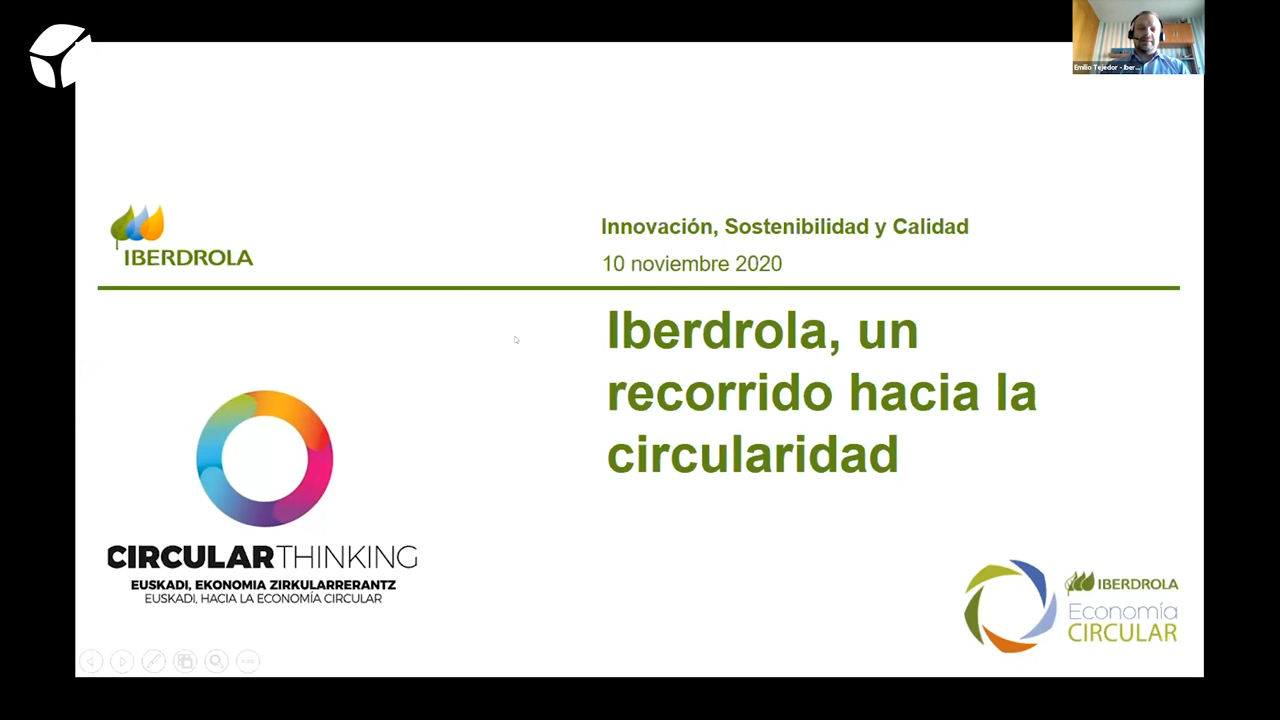 Emilio Tejedor - Iber...
IBERDROLA
Innovación, Sostenibilidad y Calidad
10 noviembre 2020
Iberdrola, un
recorrido hacia la
circularidad
CIRCULARTHINKING
EUSKADI, EKONOMIA ZIRKULARRERANTZ
EUSKADI, HACIA LA ECONOMÍA CIRCULAR
IBERDROLA
Economía
CIRCULAR